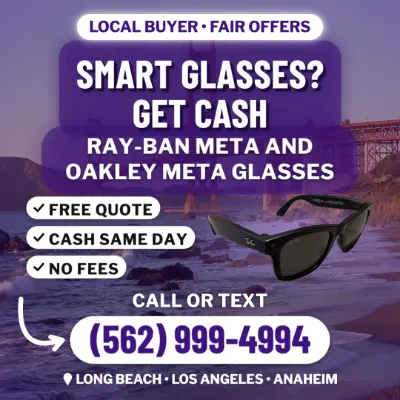 LOCAL BUYER • FAIR OFFERS
SMART GLASSES?
GET CASH
RAY-BAN META AND
OAKLEY META GLASSES
✓ FREE QUOTE
✓ CASH SAME DAY
✓ NO FEES
CALL OR TEXT
(562) 999-4994
LONG BEACH • LOS ANGELES • ANAHEIM